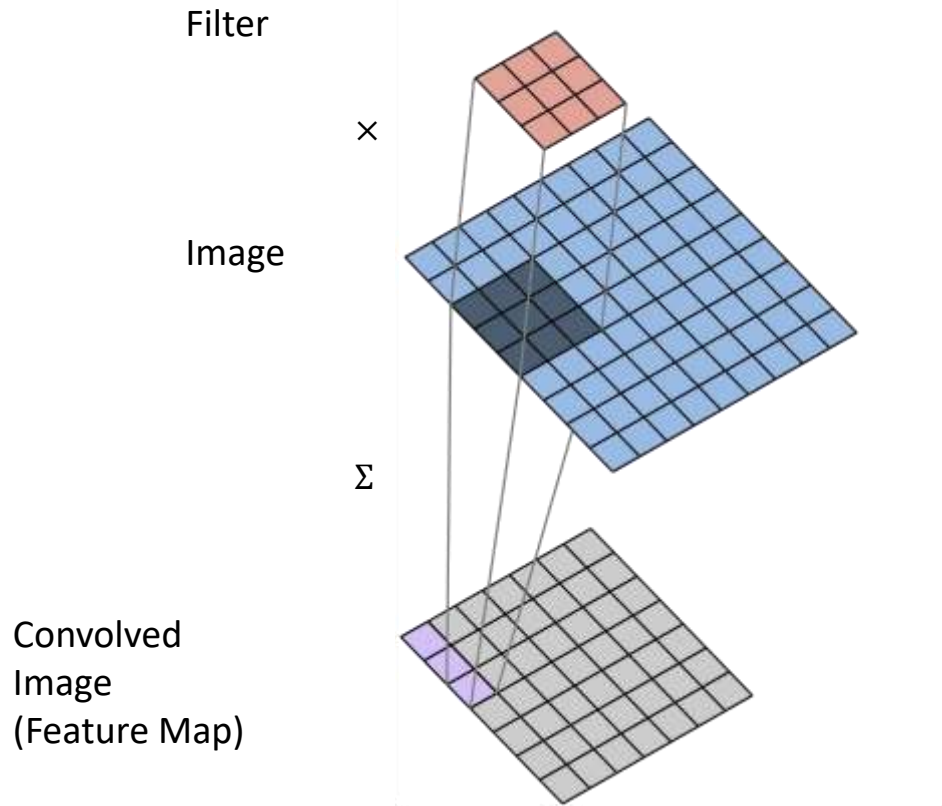 Filter
×
Image
Σ
Convolved
Image
(Feature Map)